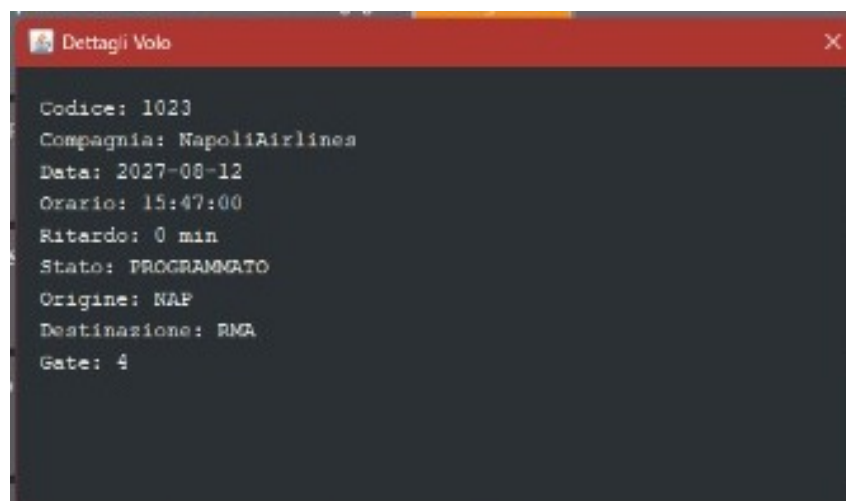 Dettagli Volo
Codice: 1023
Compagnia: NapoliAirlines
Data: 2027-08-12
Orario: 15:47:00
Ritardo: 0 min
Stato: PROGRAMMATO
Origine: NAP
Destinazione: RMA
Gate: 4